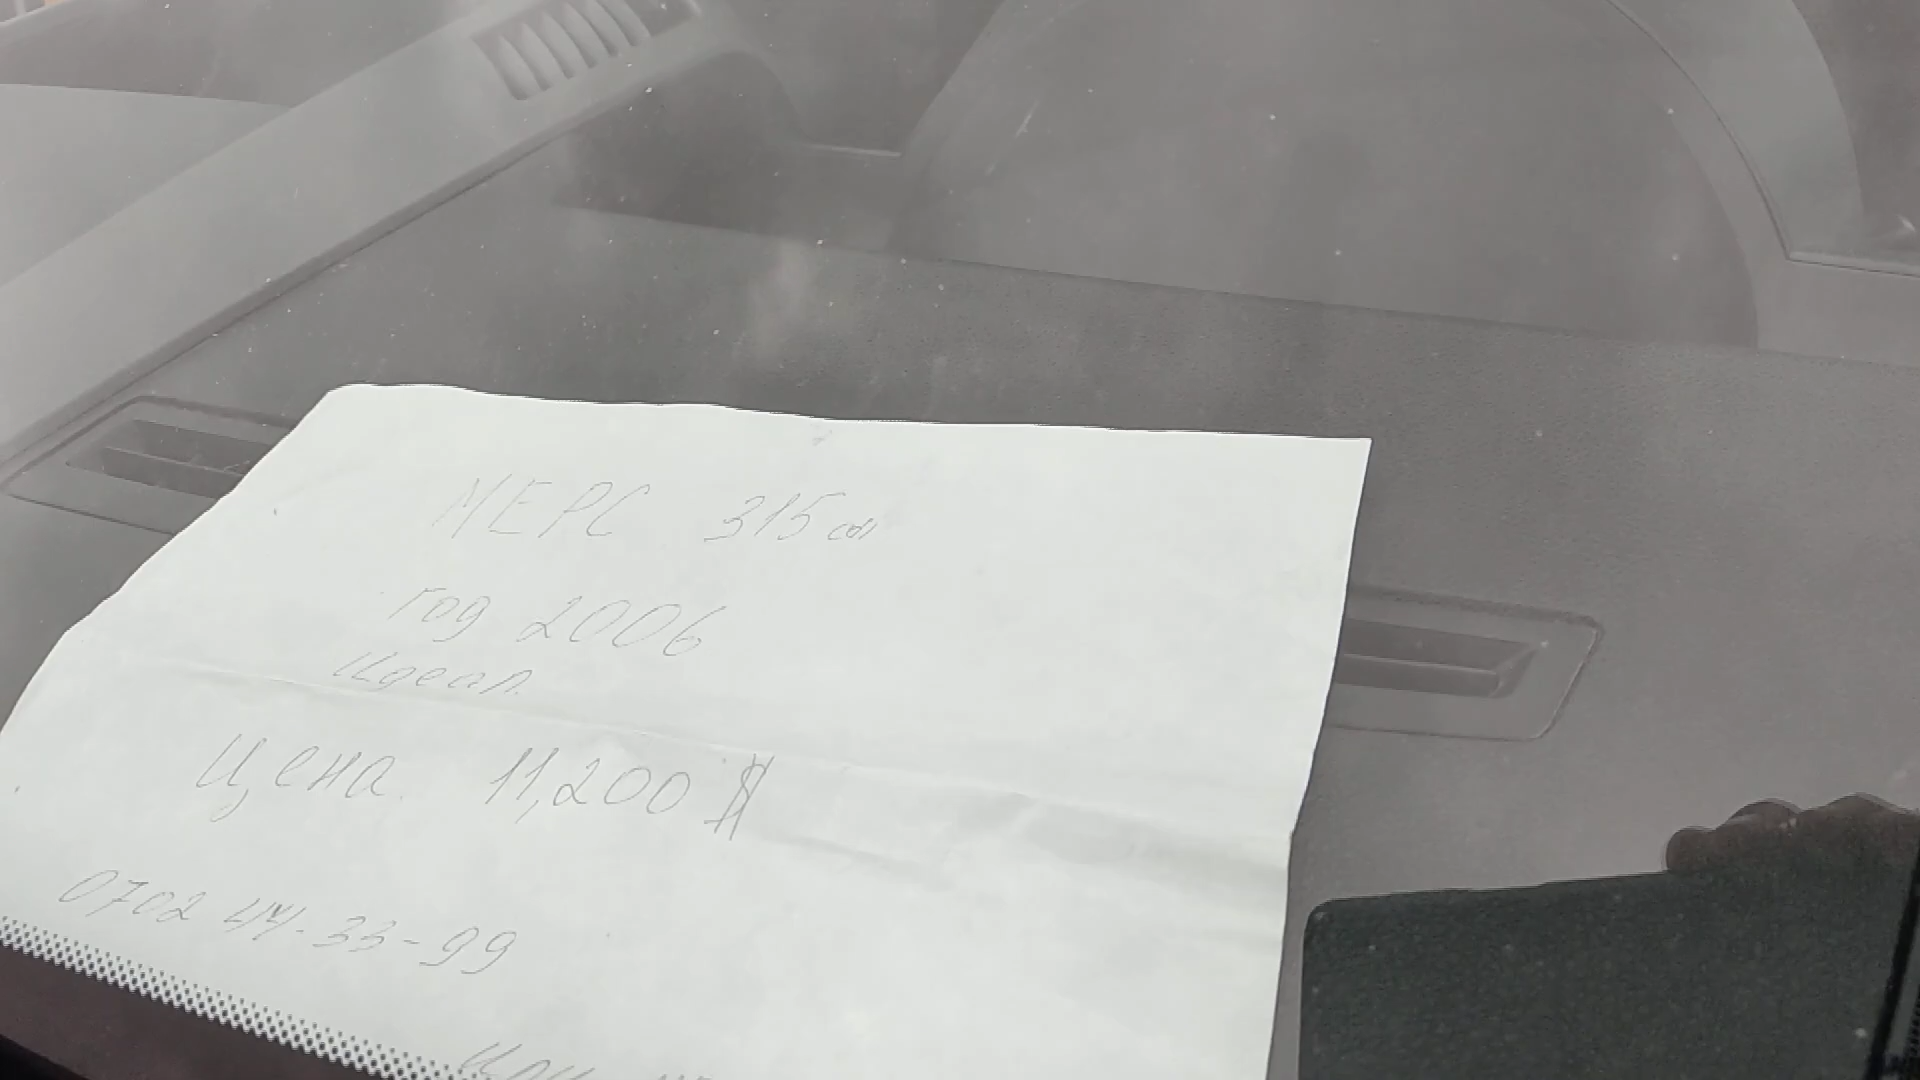 МЕРС 315 cdi
год 2006
Идеал.
Цена 11,200 $
0702 44-33-99